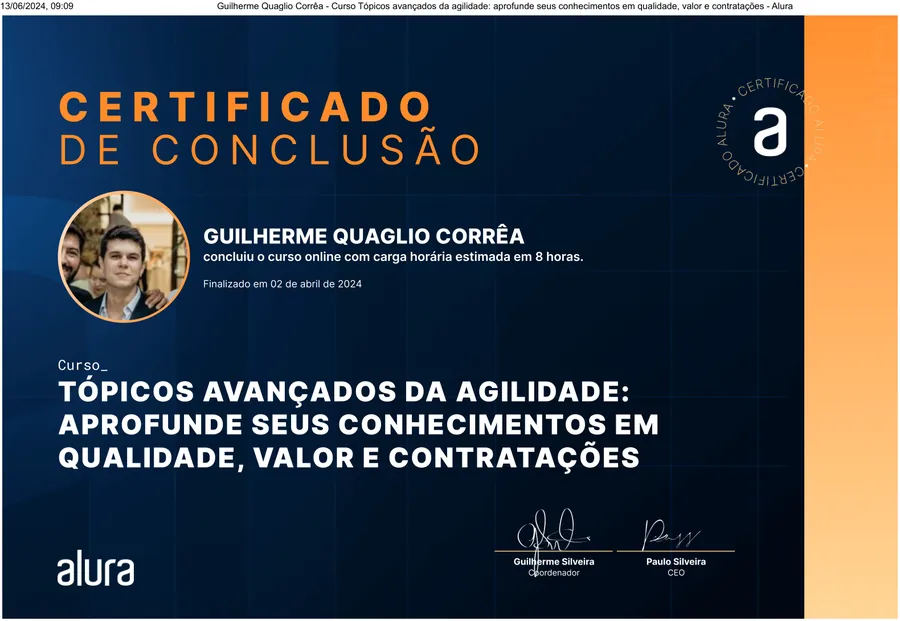 13/06/2024, 09:09
Guilherme Quaglio Corrêa - Curso Tópicos avançados da agilidade: aprofunde seus conhecimentos em qualidade, valor e contratações - Alura
CERTIFICADO
DE CONCLUSÃO
CERTIFICADO ALURA • CERTIFICADO ALURA •
a
GUILHERME QUAGLIO CORRÊA
concluiu o curso online com carga horária estimada em 8 horas.
Finalizado em 02 de abril de 2024
Curso_
TÓPICOS AVANÇADOS DA AGILIDADE:
APROFUNDE SEUS CONHECIMENTOS EM
QUALIDADE, VALOR E CONTRATAÇÕES
alura
Guilherme Silveira
Coordenador
Paulo Silveira
CEO